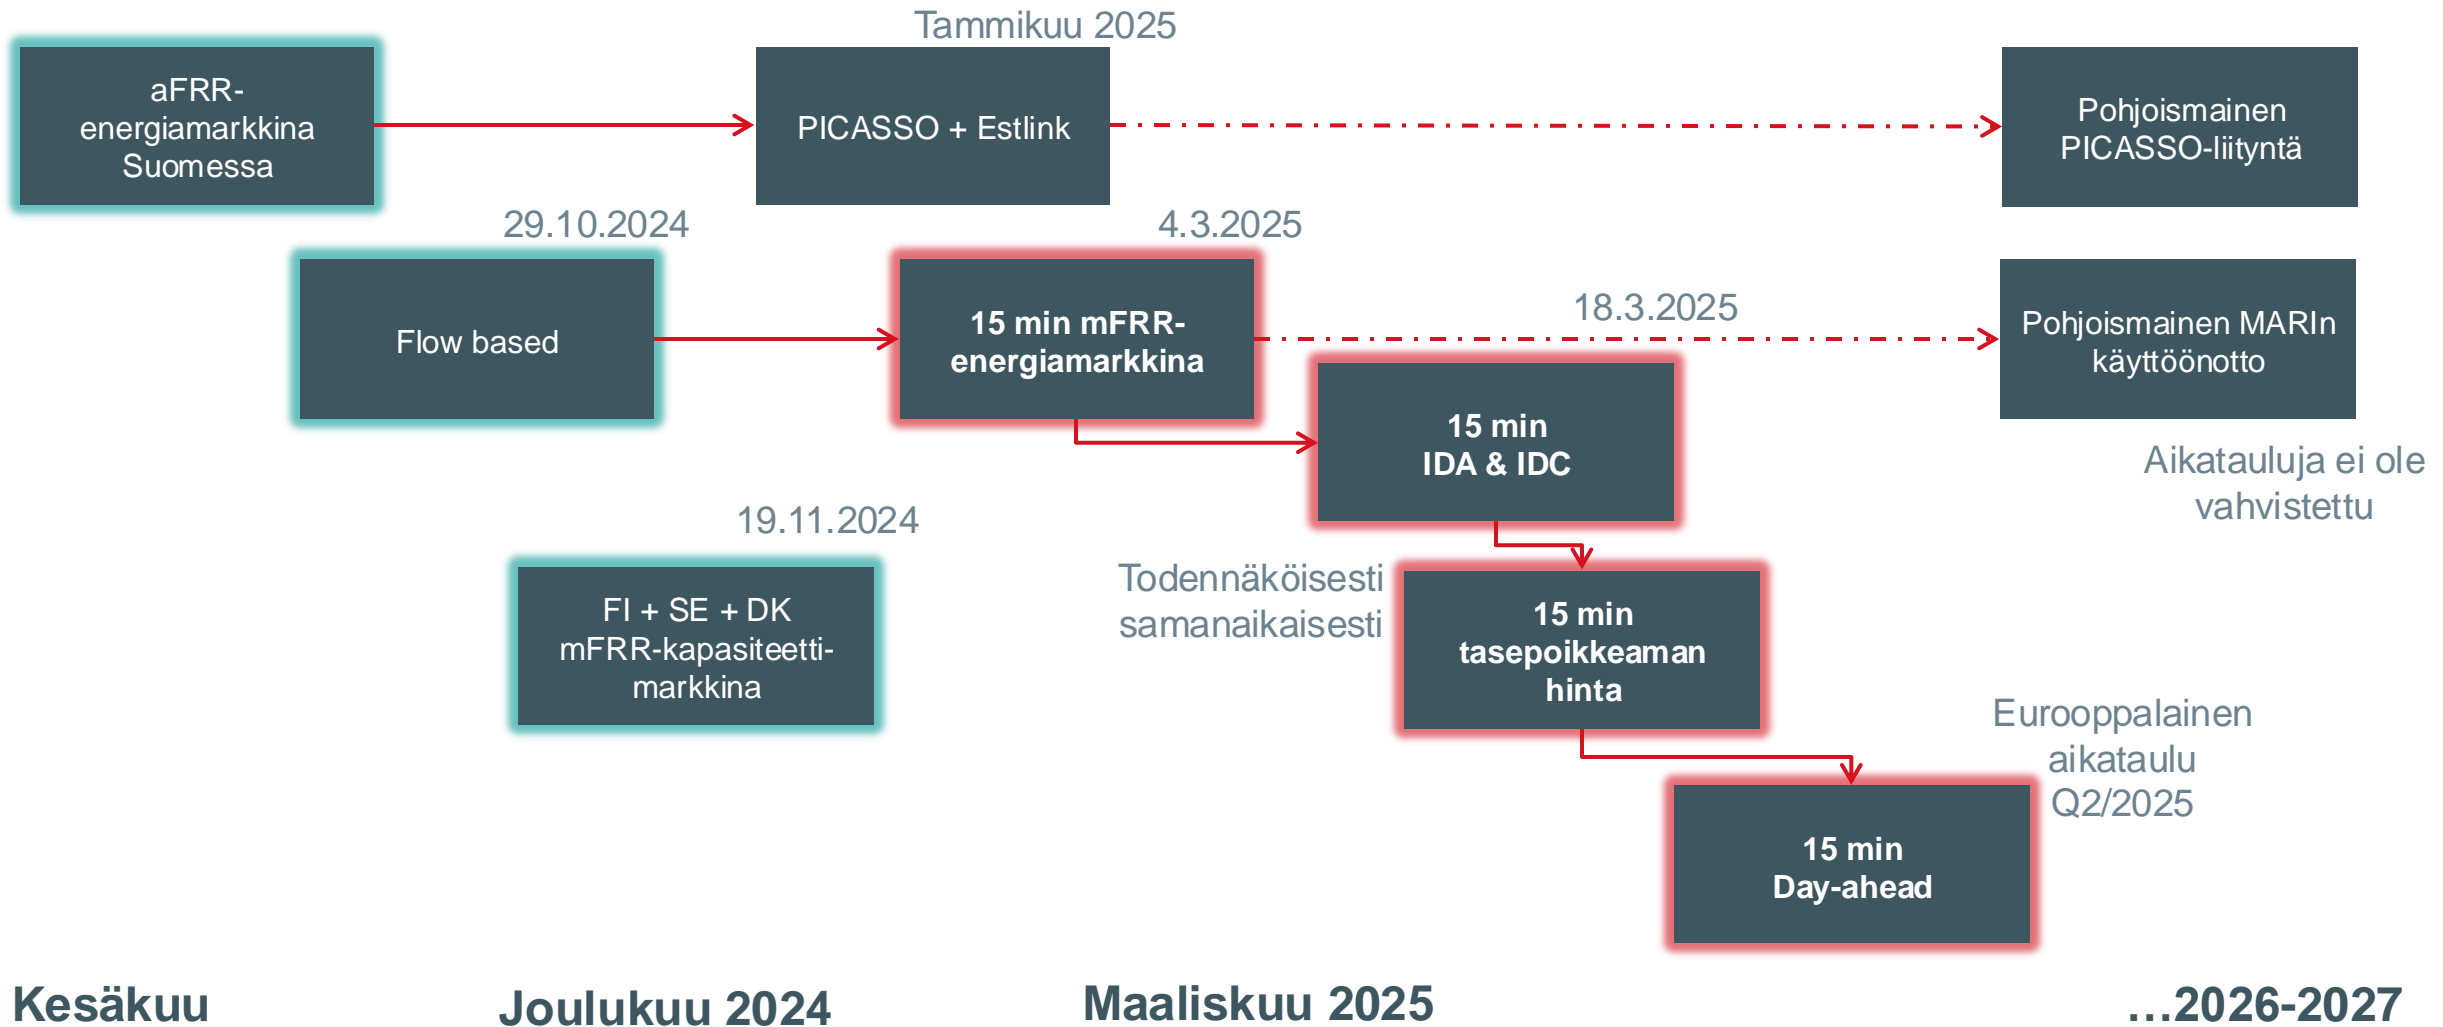 Tammikuu 2025
aFRR-
energiamarkkina
Suomessa
PICASSO + Estlink
Pohjoismainen
PICASSO-liityntä
29.10.2024
4.3.2025
Flow based
15 min mFRR-
energiamarkkina
18.3.2025
Pohjoismainen MARIn
käyttöönotto
15 min
IDA & IDC
Aikatauluja ei ole
vahvistettu
19.11.2024
FI + SE + DK
mFRR-kapasiteetti-
markkina
Todennäköisesti
samanaikaisesti
15 min
tasepoikkeaman
hinta
Eurooppalainen
aikataulu
Q2/2025
15 min
Day-ahead
Kesäkuu
Joulukuu 2024
Maaliskuu 2025
…2026-2027